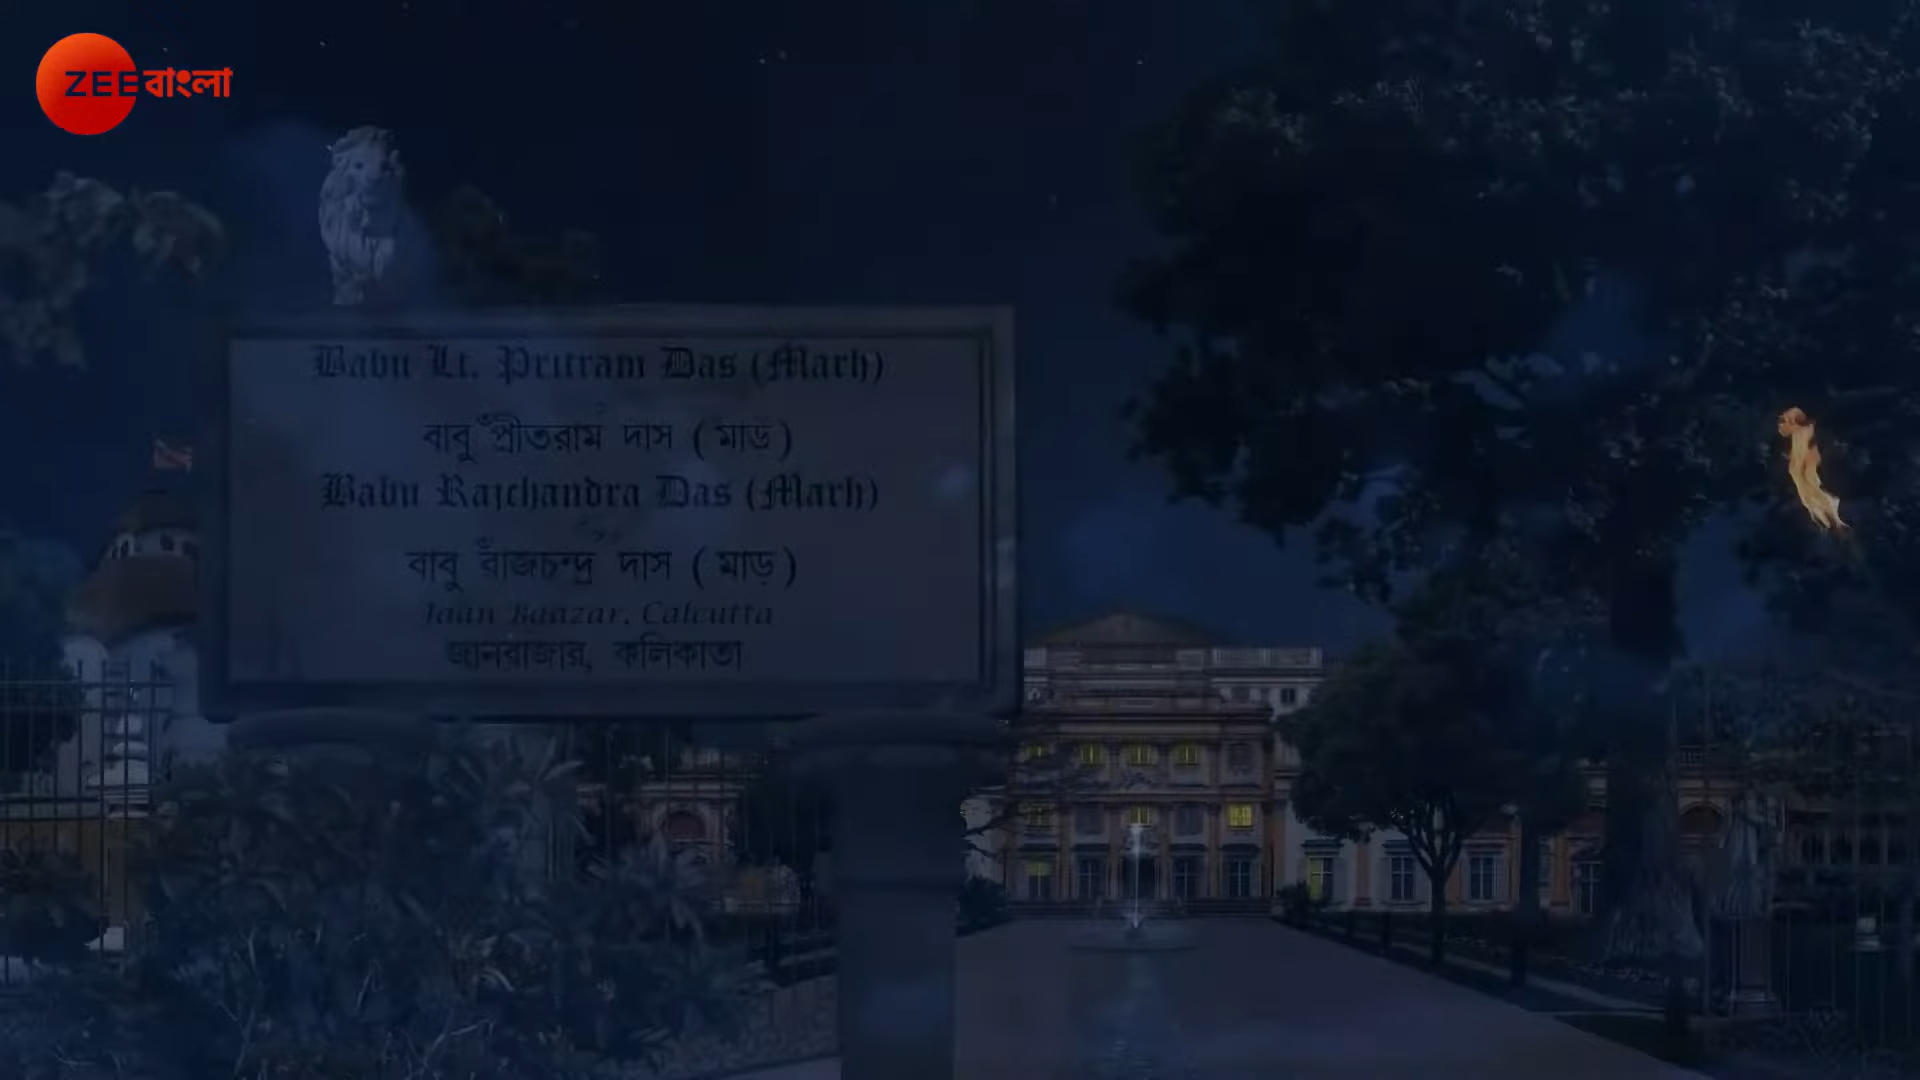 ZEE বাংলা
Babu Lt. Pritram Das (Marh)
বাবু ঁপ্রীতরাম দাস ( মাড় )
Babu Rajchandra Das (Marh)
বাবু ঁরাজচন্দ্র দাস ( মাড় )
Jaan Baazar, Calcutta
জানবাজার, কলিকাতা